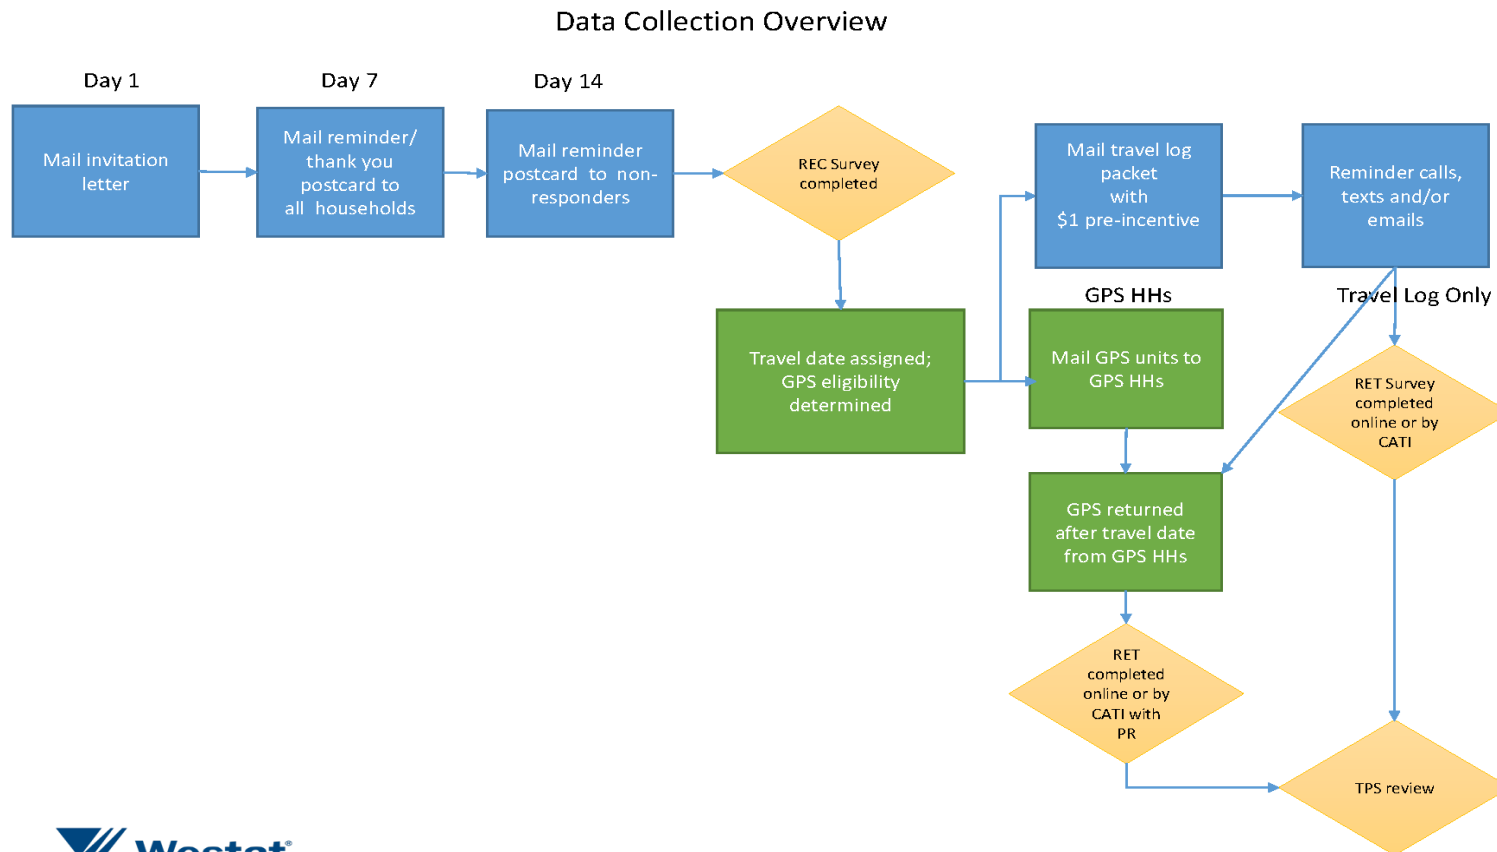 Data Collection Overview
Day 1
Day 7
Day 14
Mail invitation
letter
Mail reminder/
thank you
postcard to
all households
Mail reminder
postcard to non-
responders
REC Survey
completed
Mail travel log
packet
with
$1 pre-incentive
Reminder calls,
texts and/or
emails
GPS HHs
Travel Log Only
Travel date assigned;
GPS eligibility
determined
Mail GPS units to
GPS HHs
RET Survey
completed
online or by
CATI
GPS returned
after travel date
from GPS HHs
RET
completed
online or by
CATI with
PR
TPS review
Westat®